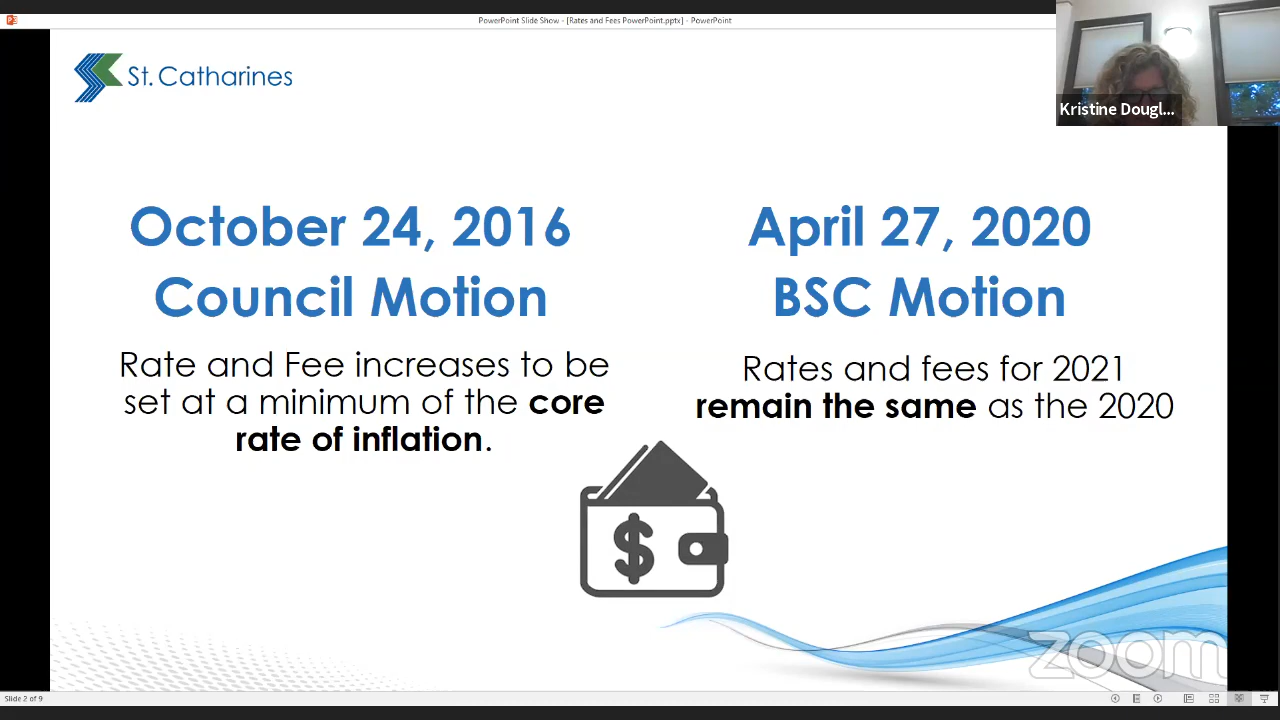 PowerPoint Slide Show - [Rates and Fees PowerPoint.pptx] - PowerPoint
St. Catharines
Kristine Dougl...
October 24, 2016
Council Motion
Rate and Fee increases to be
set at a minimum of the core
rate of inflation.
April 27, 2020
BSC Motion
Rates and fees for 2021
remain the same as the 2020
$
zoom
Slide 2 of 9